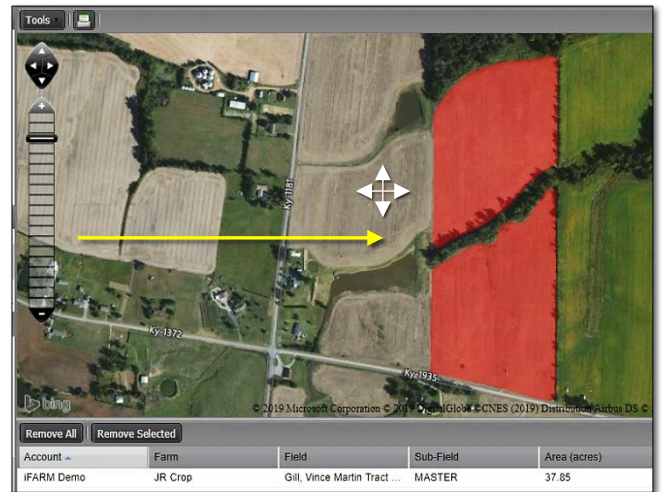 Tools
Ky-1181
Ky-1372
Ky-1935
bing
© 2019 Microsoft Corporation © 2019 DigitalGlobe ©CNES (2019) Distribution Airbus DS ©
Remove All Remove Selected
Account Farm Field Sub-Field Area (acres)
iFARM Demo JR Crop Gill, Vince Martin Tract ... MASTER 37.85